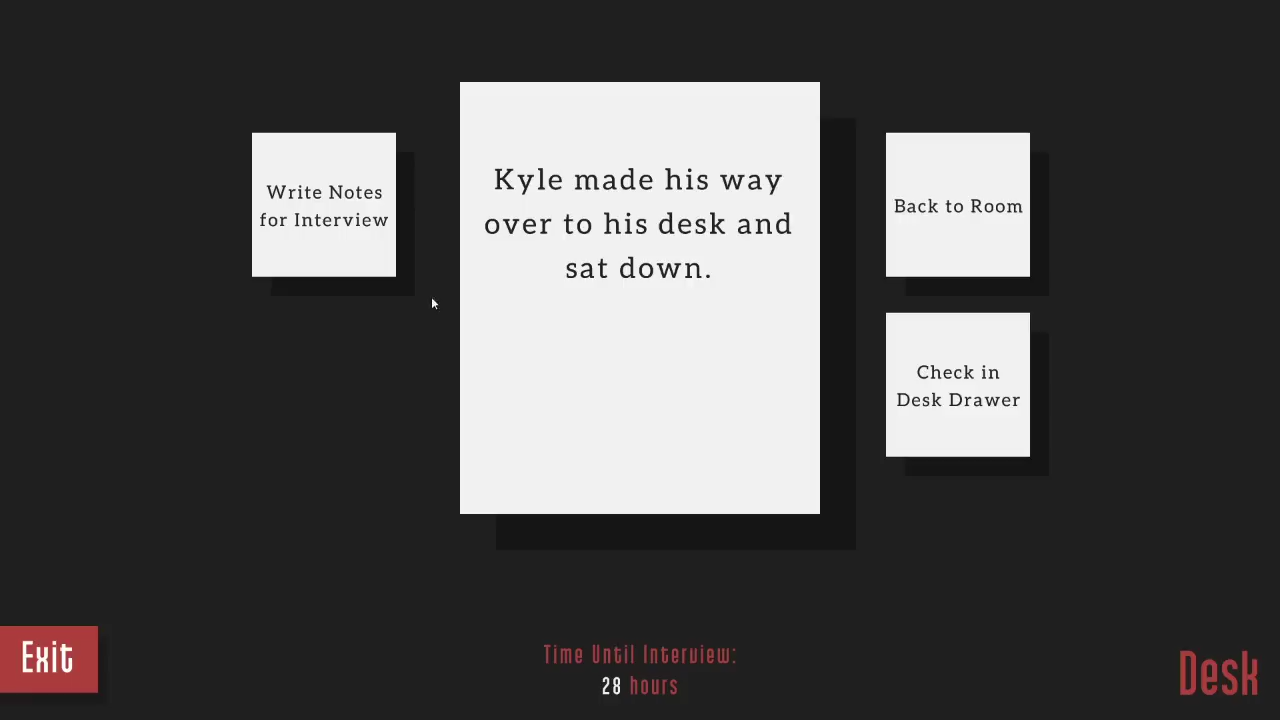 Write Notes
for Interview
Kyle made his way
over to his desk and
sat down.
Back to Room
Check in
Desk Drawer
Exit
Time Until Interview:
28 hours
Desk